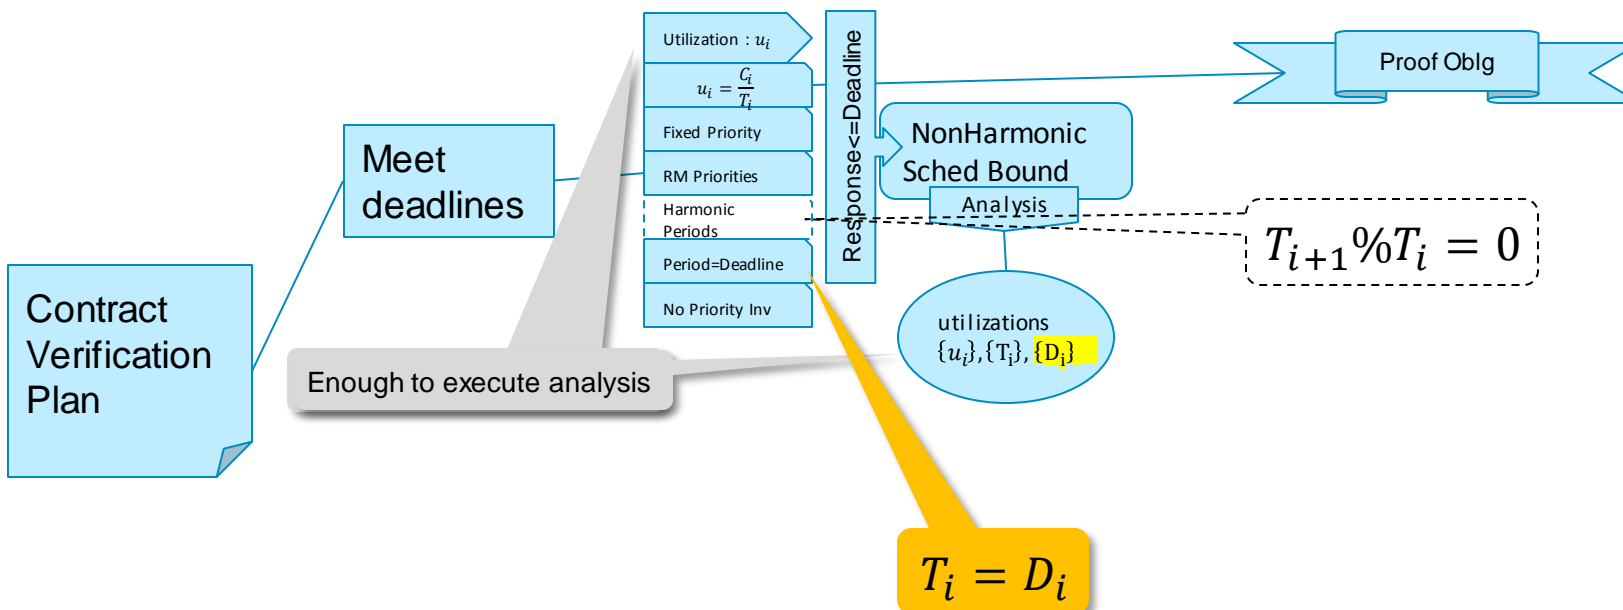 Utilization : u_i
u_i = C_i / T_i
Fixed Priority
RM Priorities
Harmonic
Periods
Period=Deadline
No Priority Inv
Response<=Deadline
NonHarmonic
Sched Bound
Analysis
utilizations
{u_i},{T_i},{D_i}
Proof Oblg
T_{i+1}%T_i = 0
Meet
deadlines
Contract
Verification
Plan
Enough to execute analysis
T_i = D_i